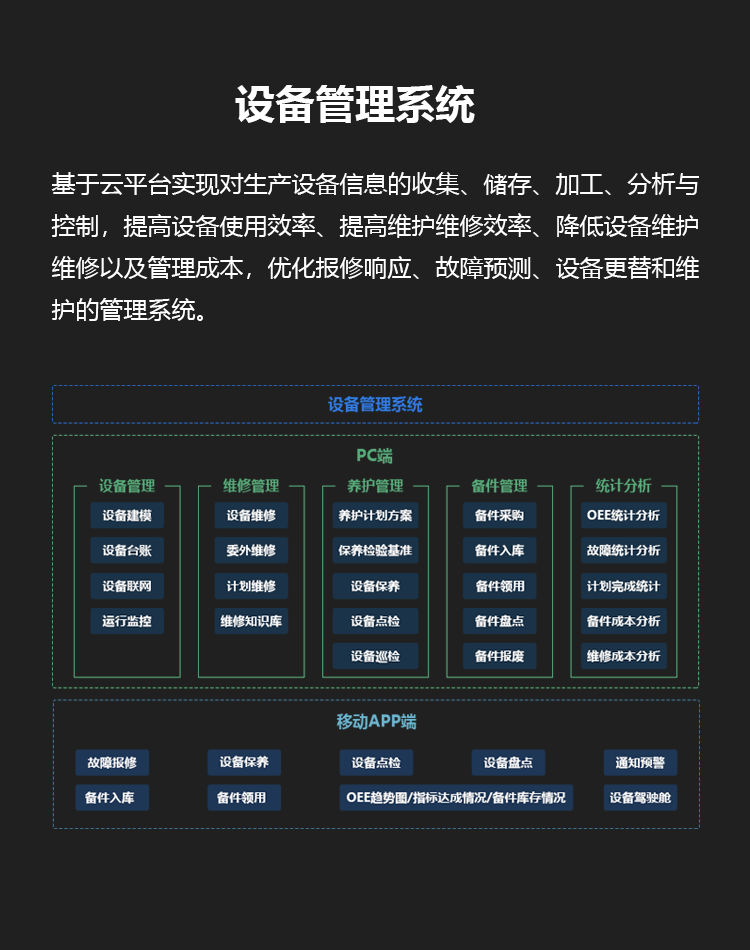 设备管理系统
基于云平台实现对生产设备信息的收集、储存、加工、分析与
控制，提高设备使用效率、提高维护维修效率、降低设备维护
维修以及管理成本，优化报修响应、故障预测、设备更替和维
护的管理系统。
设备管理系统
PC端
设备管理 维修管理 养护管理 备件管理 统计分析
设备建模 设备维修 养护计划方案 备件采购 OEE统计分析
设备台账 委外维修 保养检验基准 备件入库 故障统计分析
设备联网 计划维修 设备保养 备件领用 计划完成统计
运行监控 维修知识库 设备点检 备件盘点 备件成本分析
设备巡检 备件报废 维修成本分析
移动APP端
故障报修 设备保养 设备点检 设备盘点 通知预警
备件入库 备件领用 OEE趋势图/指标达成情况/备件库存情况 设备驾驶舱